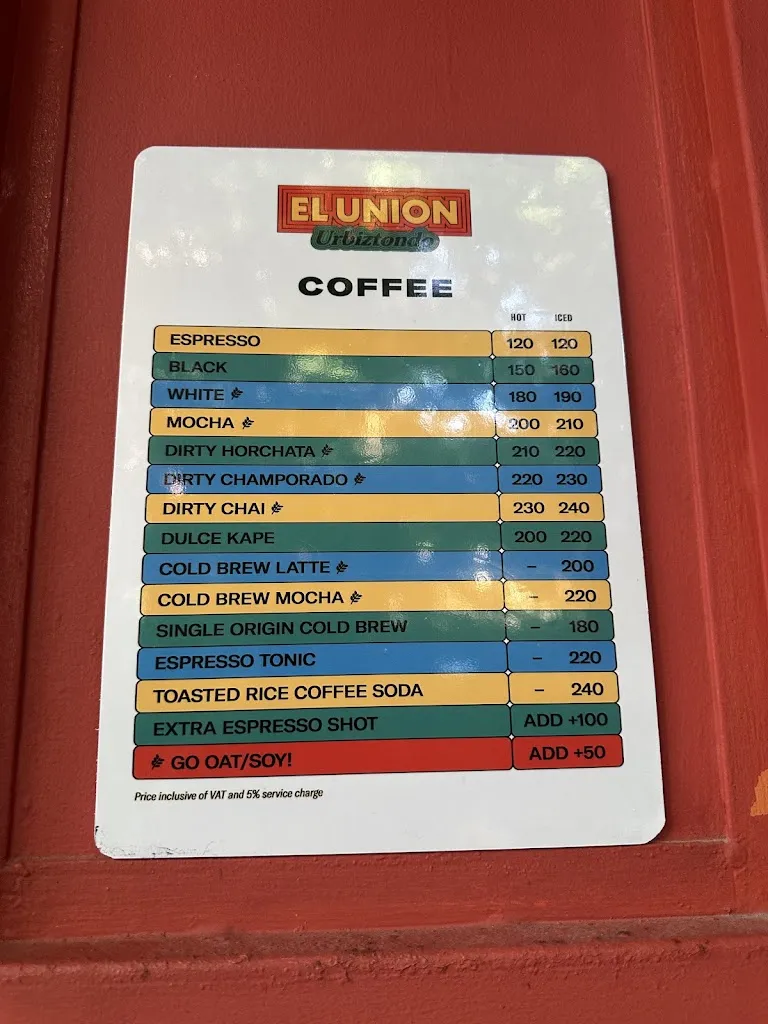 EL UNION
Urbiztondo
COFFEE
HOT ICED
ESPRESSO 120 120
BLACK 150 160
WHITE 180 190
MOCHA 200 210
DIRTY HORCHATA 210 220
DIRTY CHAMPORADO 220 230
DIRTY CHAI 230 240
DULCE KAPE 200 220
COLD BREW LATTE – 200
COLD BREW MOCHA – 220
SINGLE ORIGIN COLD BREW – 180
ESPRESSO TONIC – 220
TOASTED RICE COFFEE SODA – 240
EXTRA ESPRESSO SHOT ADD +100
GO OAT/SOY! ADD +50
Price inclusive of VAT and 5% service charge